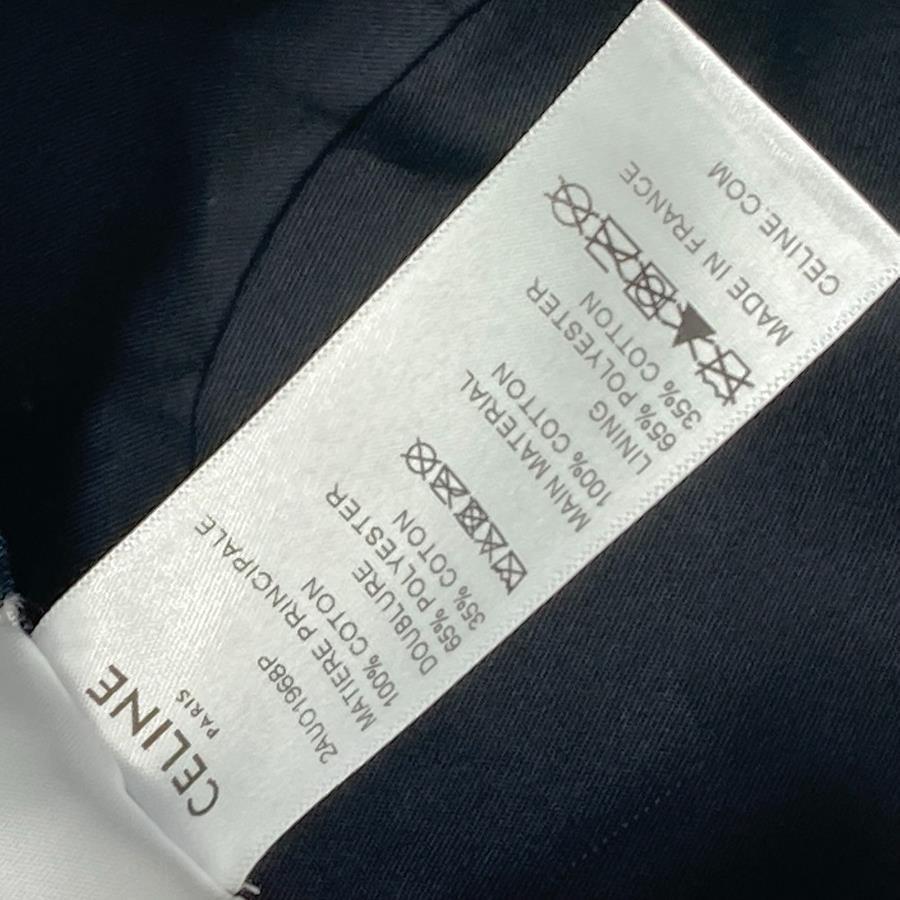 CELINE
PARIS
2AU01968P
MATIERE PRINCIPALE
100% COTON
DOUBLURE
65% POLYESTER
35% COTON
MAIN MATERIAL
100% COTTON
LINING
65% POLYESTER
35% COTTON
MADE IN FRANCE
CELINE.COM